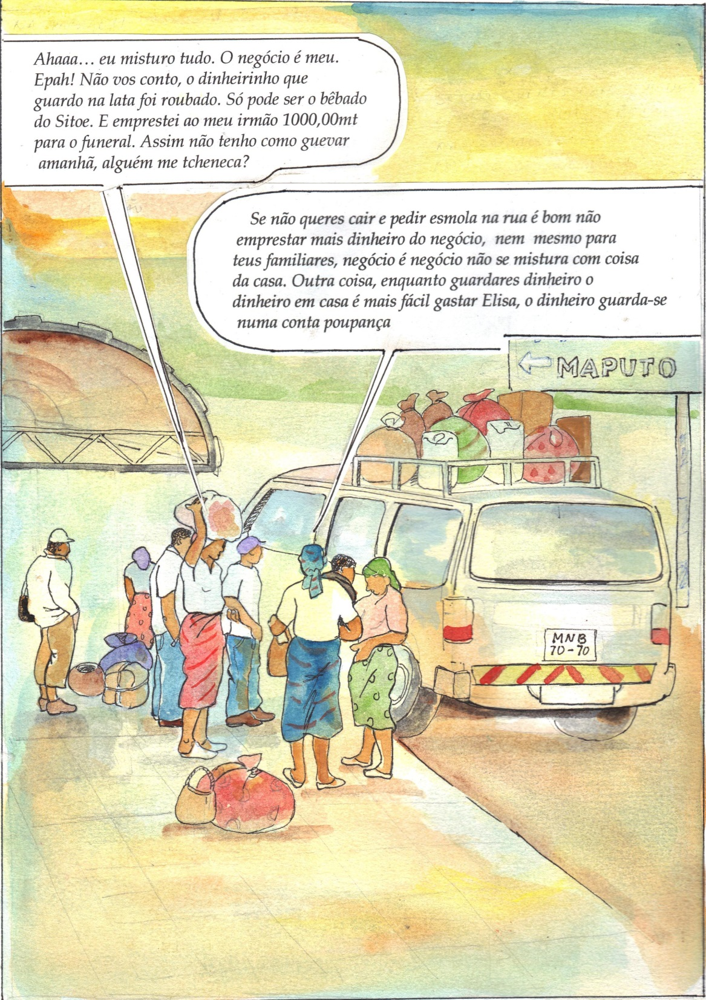 Ahaaa... eu misturo tudo. O negócio é meu.
Epah! Não vos conto, o dinheirinho que
guardo na lata foi roubado. Só pode ser o bêbado
do Sitoe. E emprestei ao meu irmão 1000,00mt
para o funeral. Assim não tenho como guevar
amanhã, alguém me tcheneca?
Se não queres cair e pedir esmola na rua é bom não
emprestar mais dinheiro do negócio, nem mesmo para
teus familiares, negócio é negócio não se mistura com coisa
da casa. Outra coisa, enquanto guardares dinheiro o
dinheiro em casa é mais fácil gastar Elisa, o dinheiro guarda-se
numa conta poupança
MAPUTO
MNB
70-70